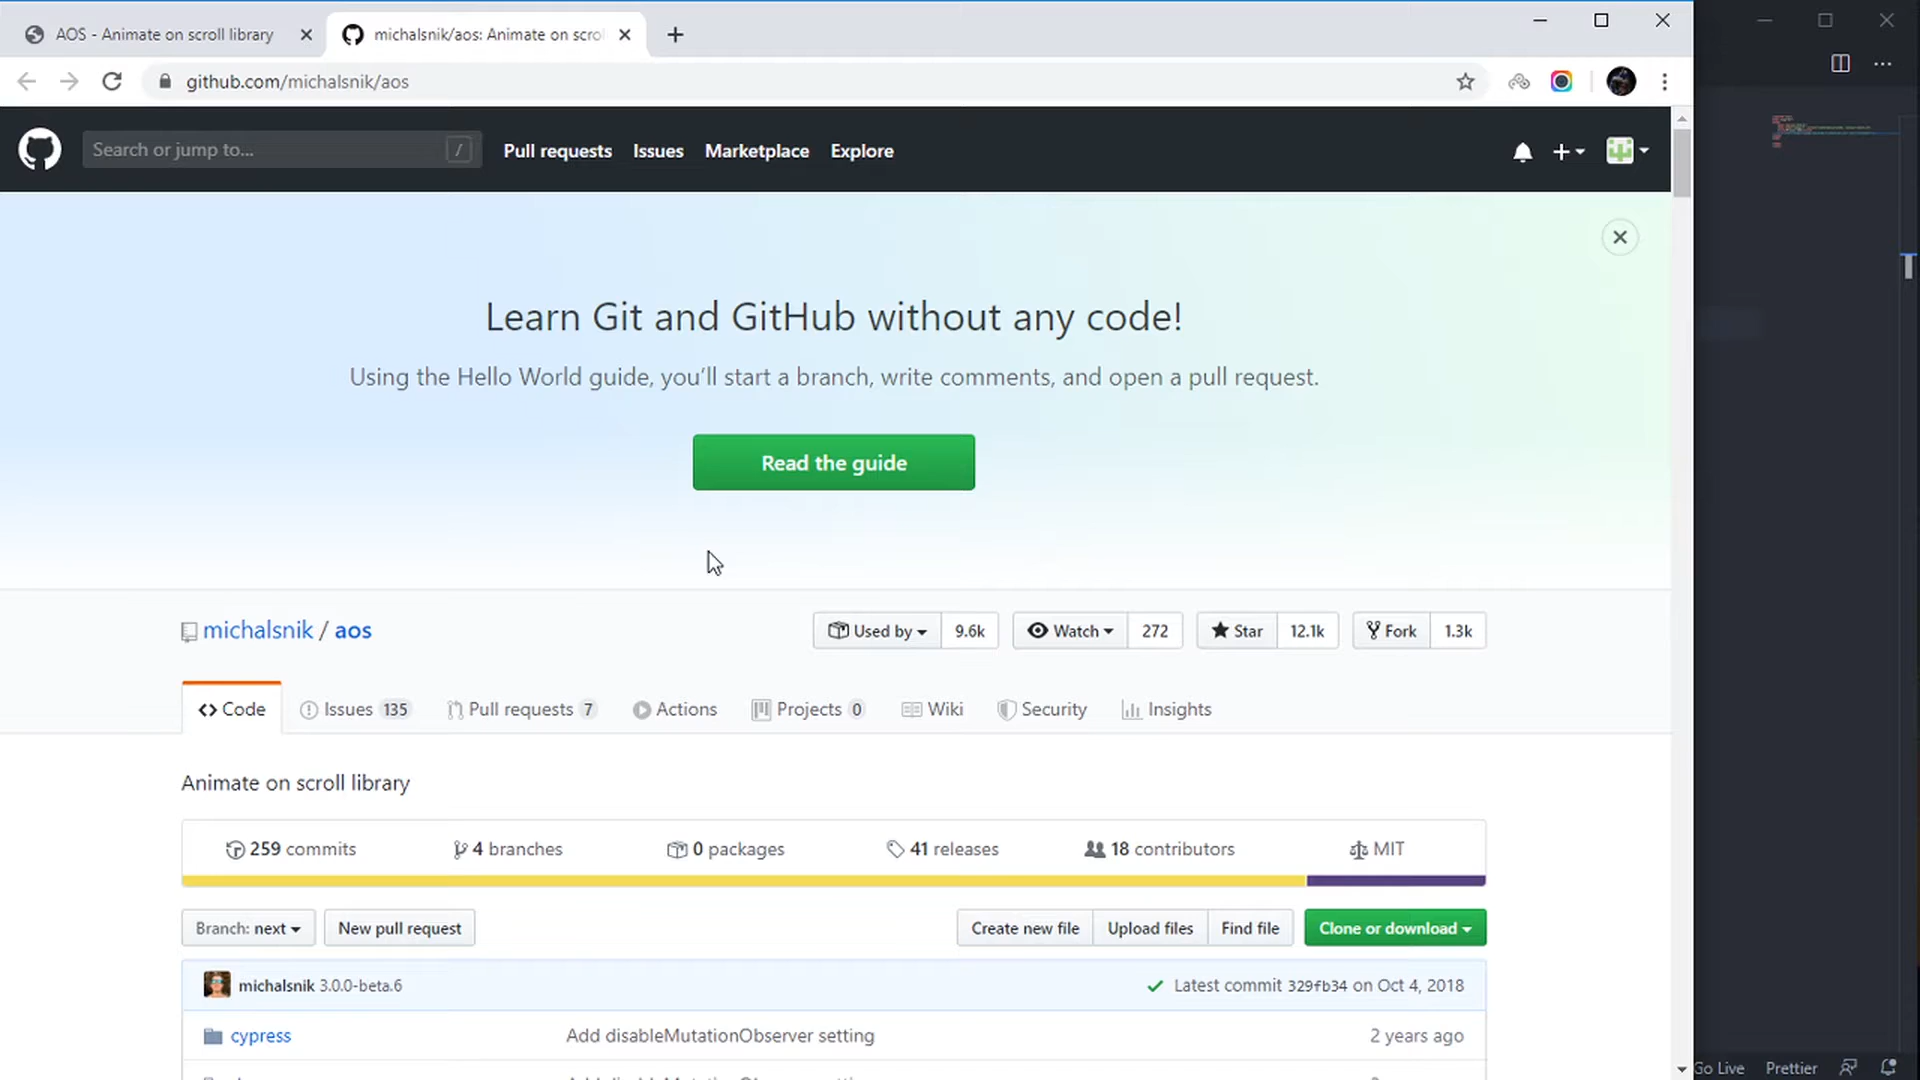 AOS - Animate on scroll library
michalsnik/aos: Animate on scro
github.com/michalsnik/aos
Search or jump to... /
Pull requests Issues Marketplace Explore
Learn Git and GitHub without any code!
Using the Hello World guide, you’ll start a branch, write comments, and open a pull request.
Read the guide
michalsnik / aos
Used by 9.6k Watch 272 Star 12.1k Fork 1.3k
Code Issues 135 Pull requests 7 Actions Projects 0 Wiki Security Insights
Animate on scroll library
259 commits 4 branches 0 packages 41 releases 18 contributors MIT
Branch: next New pull request Create new file Upload files Find file Clone or download
michalsnik 3.0.0-beta.6 Latest commit 329fb34 on Oct 4, 2018
cypress Add disableMutationObserver setting 2 years ago
Go Live Prettier